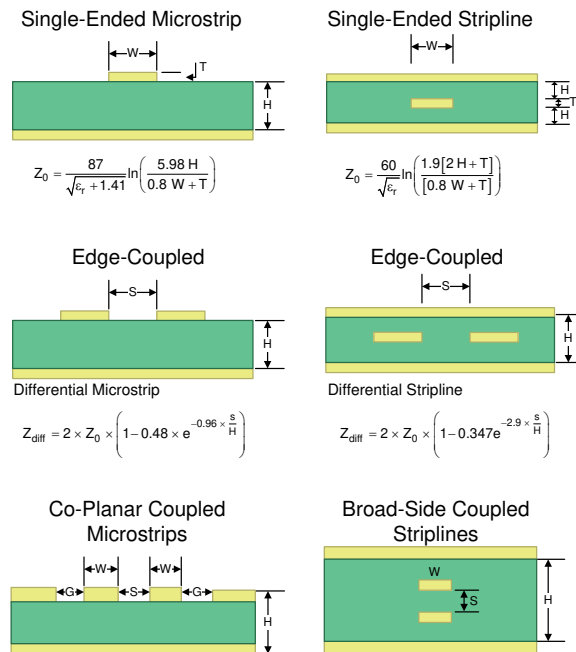 Single-Ended Microstrip
W
T
H
Z₀ = 87 / √(εᵣ + 1.41) ln(5.98 H / (0.8 W + T))
Single-Ended Stripline
W
H
T
H
Z₀ = 60 / √εᵣ ln(1.9[2 H + T] / [0.8 W + T])
Edge-Coupled
S
H
Differential Microstrip
Z_diff = 2 × Z₀ × (1 − 0.48 × e^(−0.96 × s/H))
Edge-Coupled
S
H
Differential Stripline
Z_diff = 2 × Z₀ × (1 − 0.347e^(−2.9 × s/H))
Co-Planar Coupled
Microstrips
W
W
G
S
G
H
Broad-Side Coupled
Striplines
W
S
H